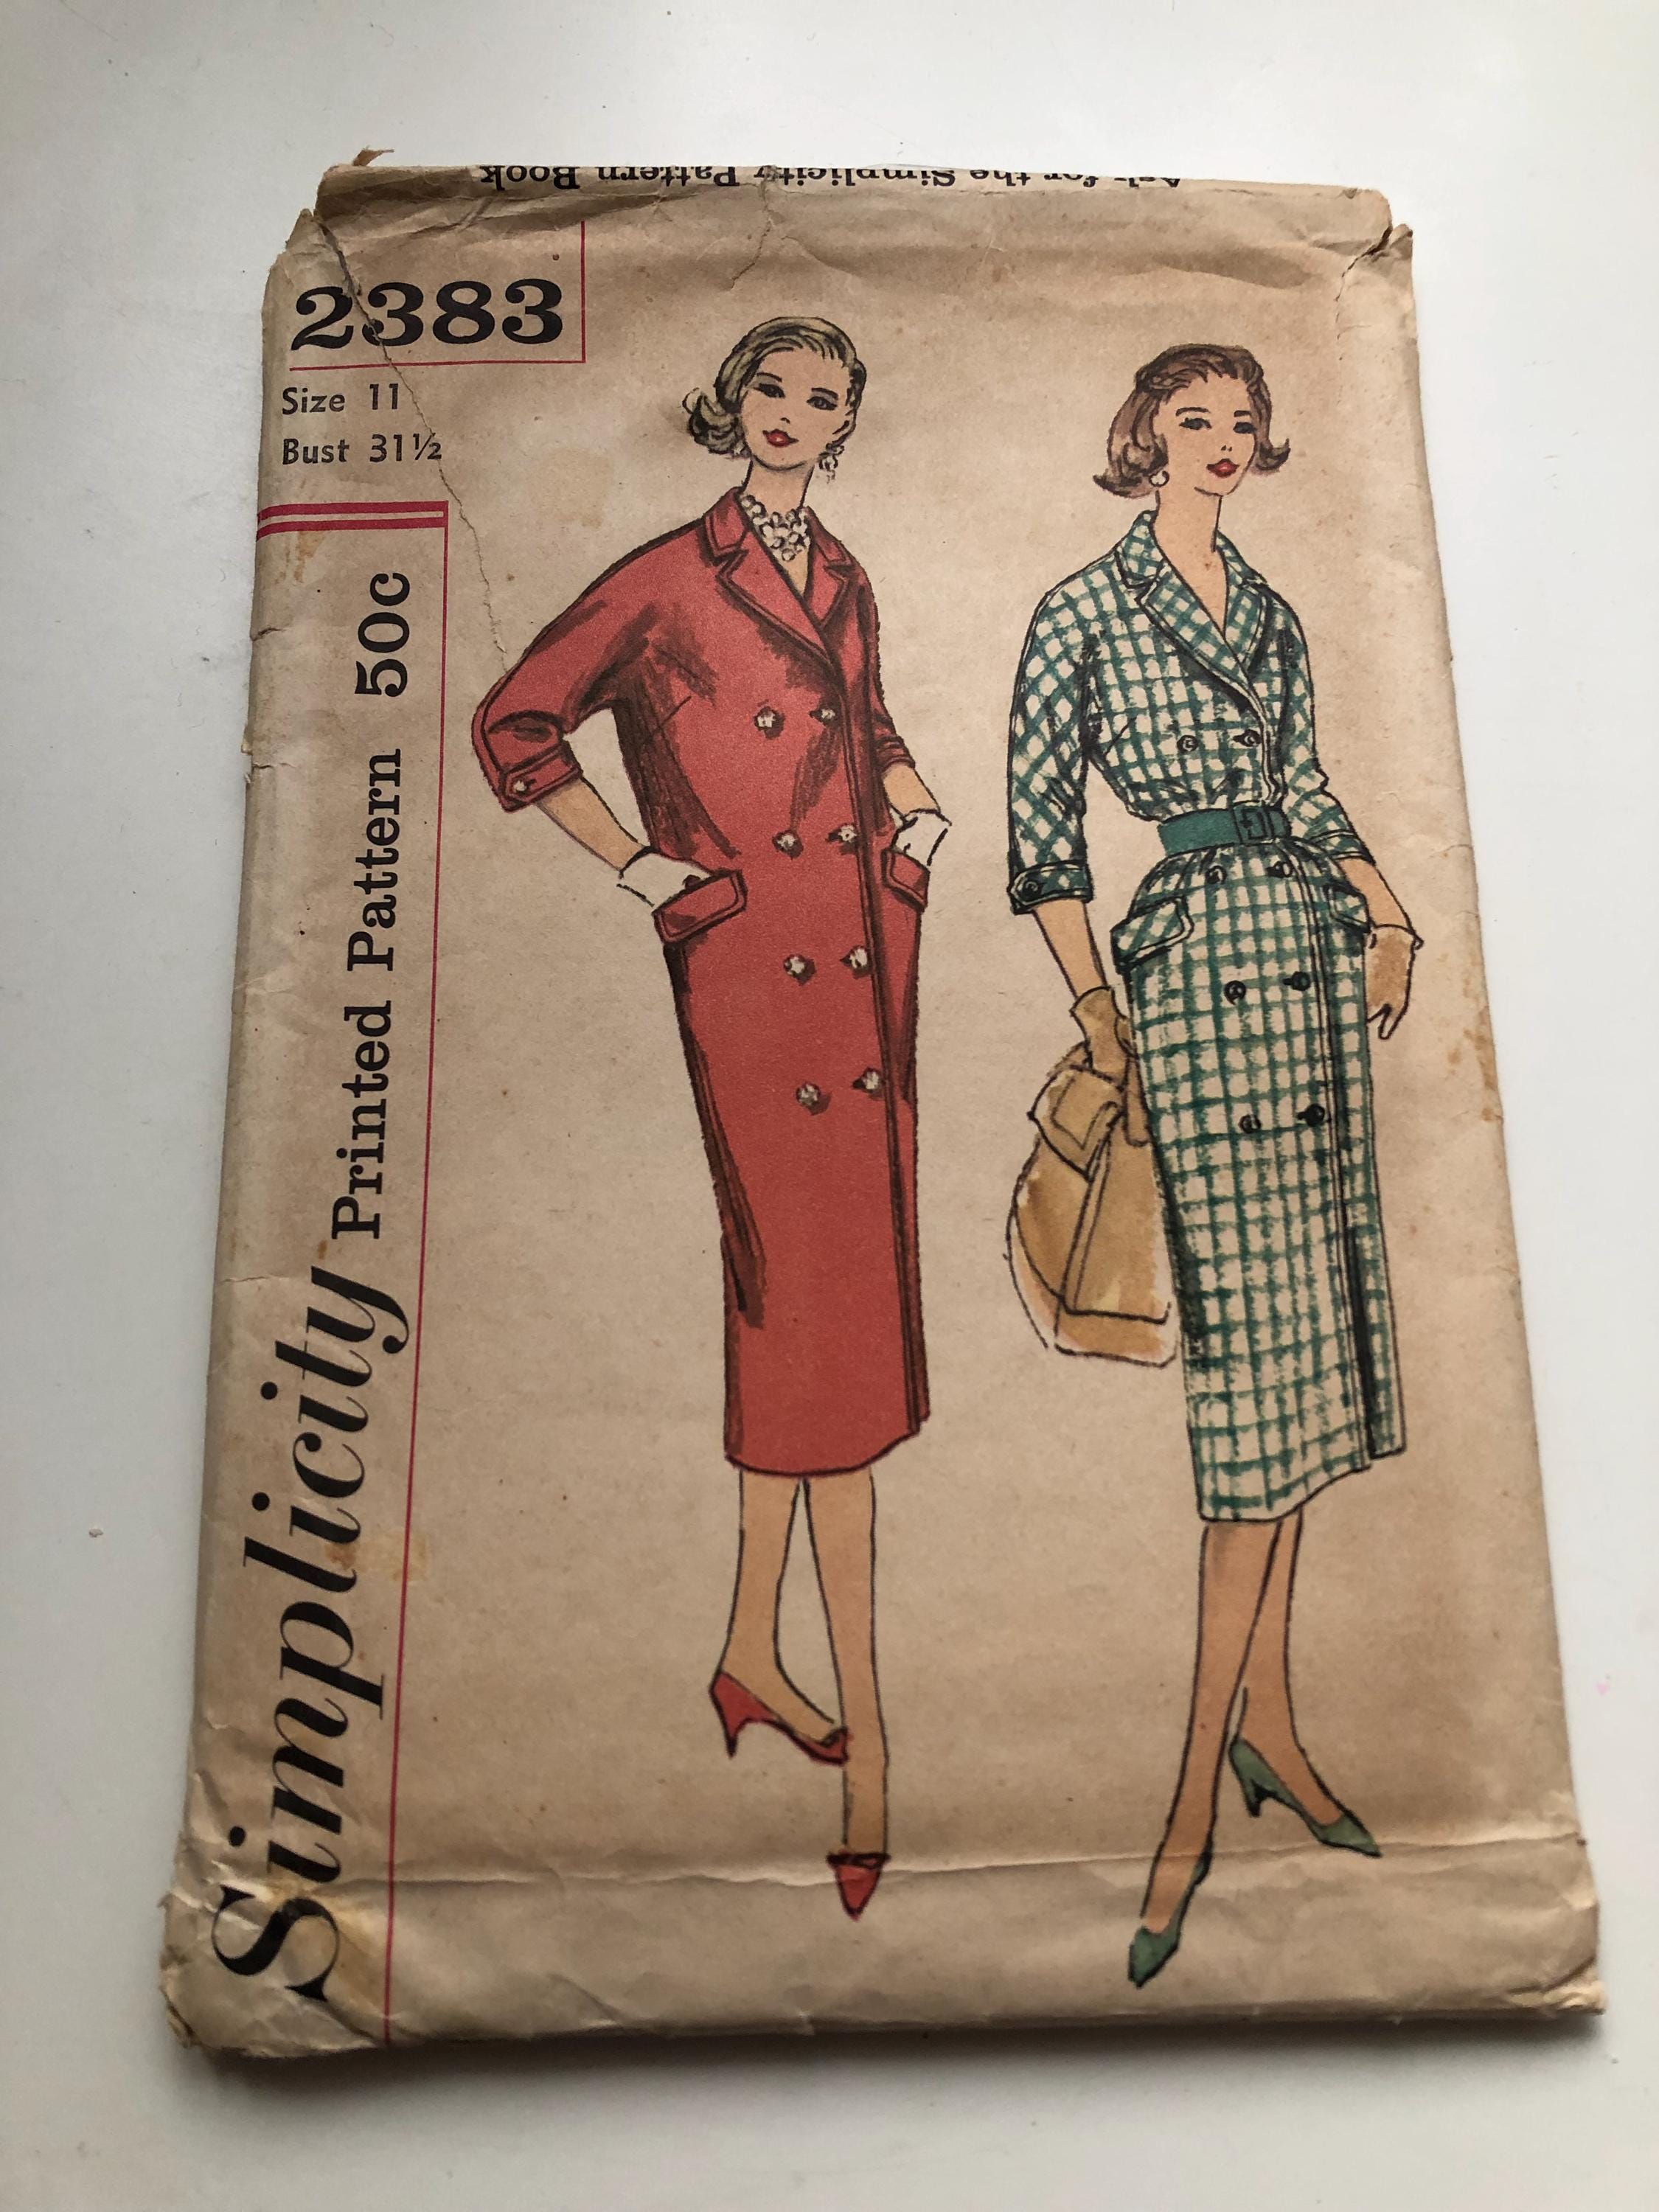 Ask for the Simplicity Pattern Book
2383
Size 11
Bust 31½
Simplicity Printed Pattern 50c